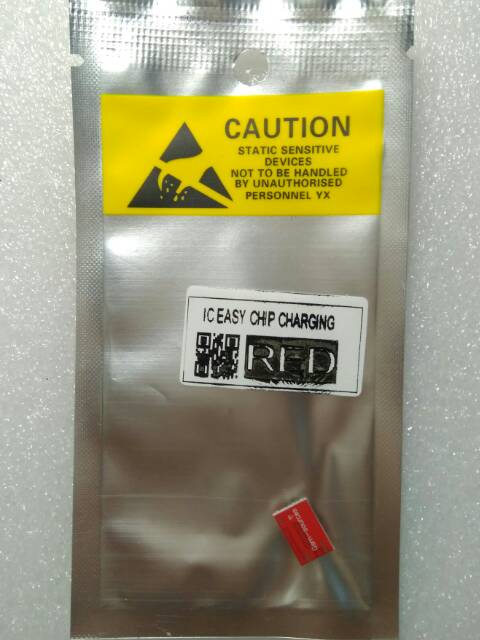 CAUTION
STATIC SENSITIVE
DEVICES
NOT TO BE HANDLED
BY UNAUTHORISED
PERSONNEL YX
IC EASY CHIP CHARGING
RED